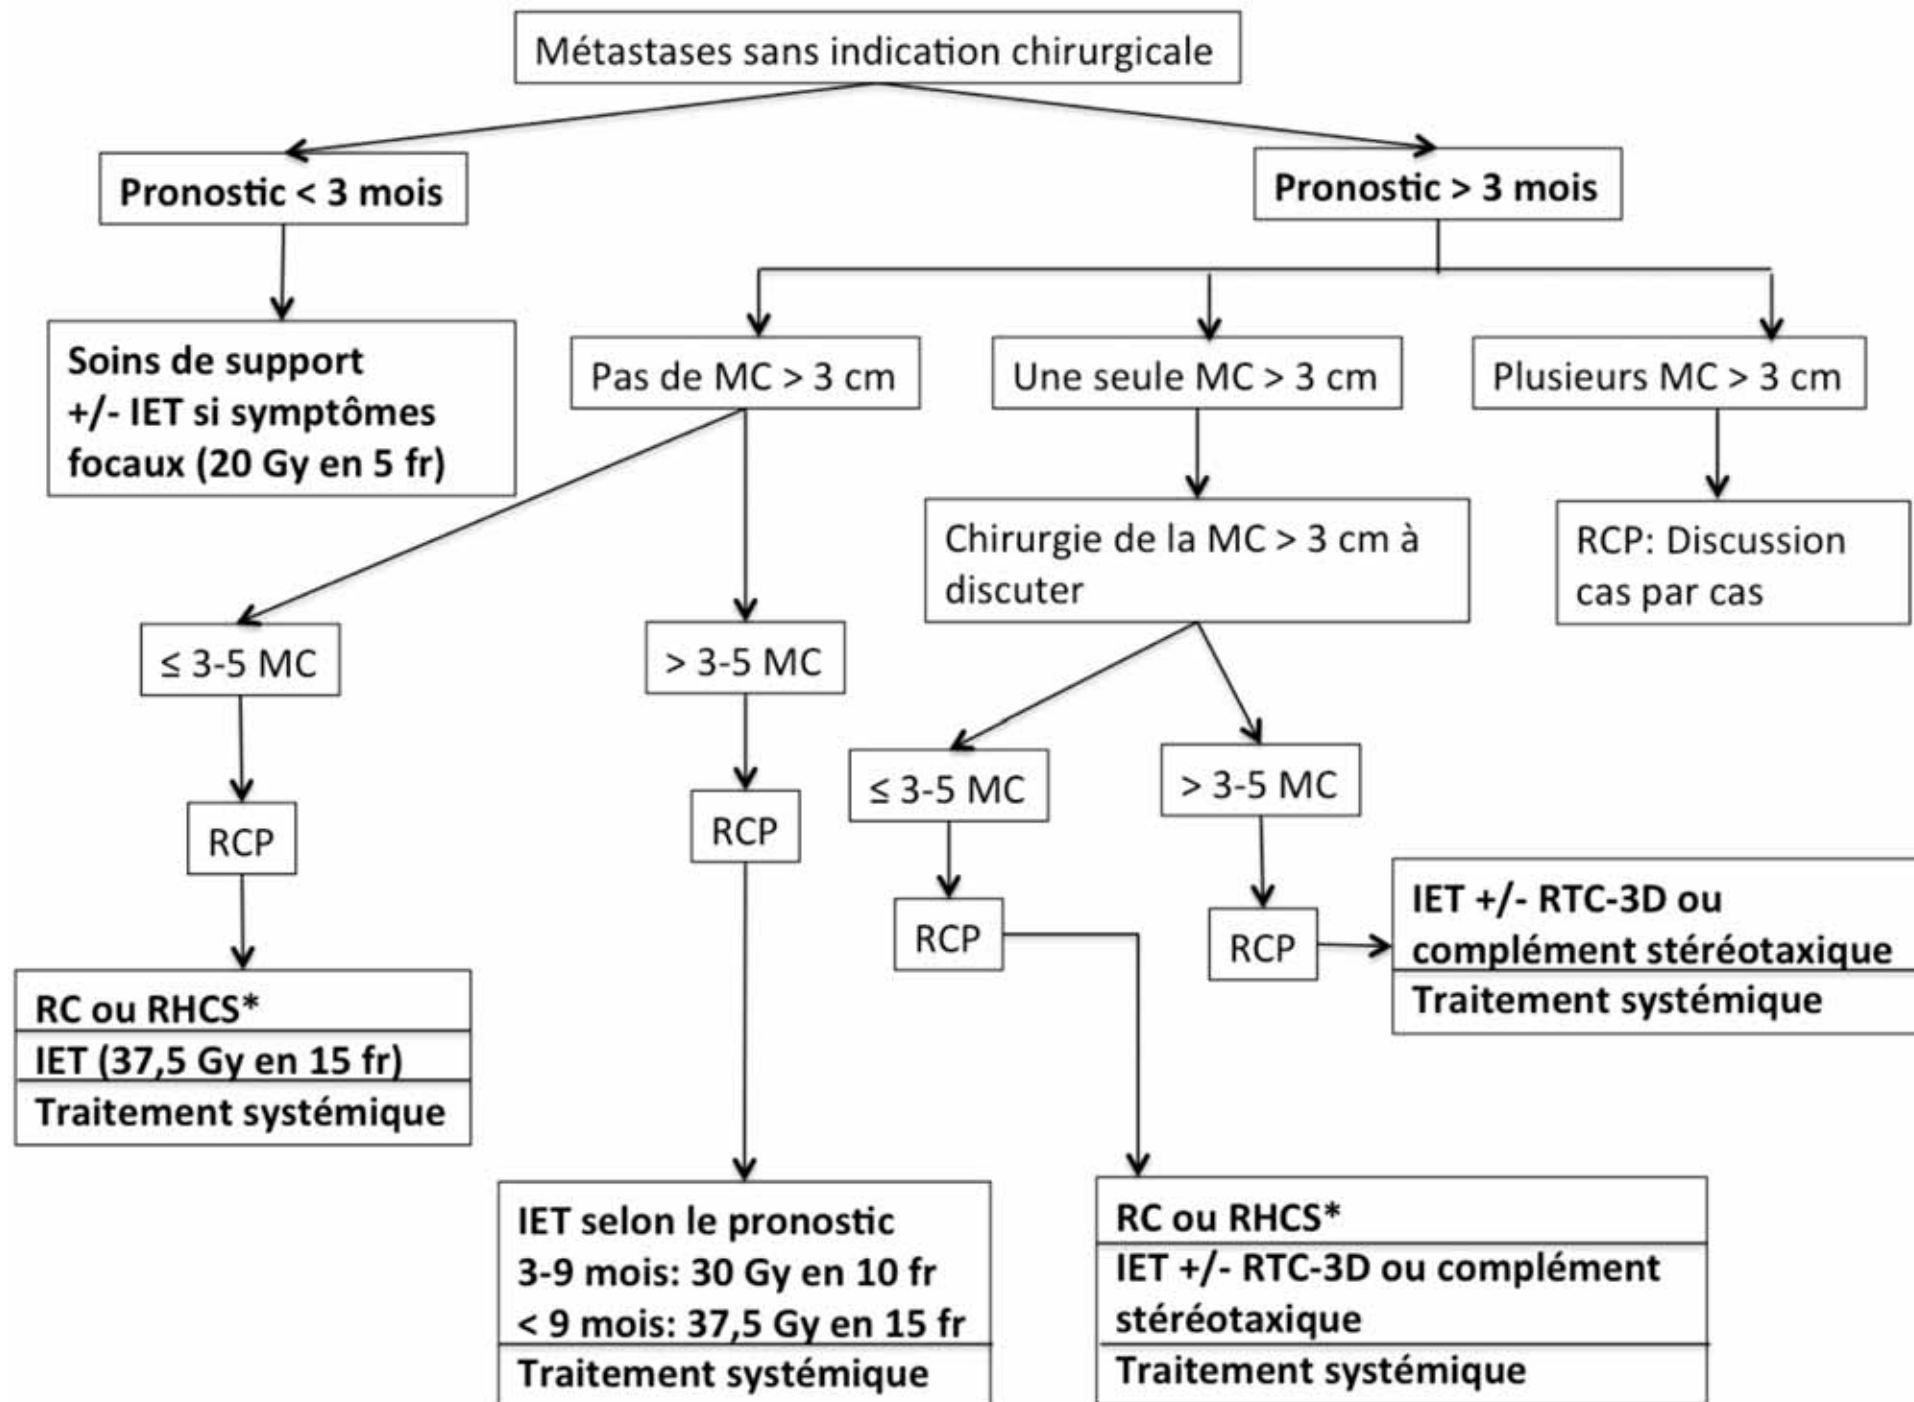 Métastases sans indication chirurgicale
Pronostic < 3 mois
Pronostic > 3 mois
Soins de support
+/- IET si symptômes
focaux (20 Gy en 5 fr)
Pas de MC > 3 cm
Une seule MC > 3 cm
Plusieurs MC > 3 cm
Chirurgie de la MC > 3 cm à
discuter
RCP: Discussion
cas par cas
≤ 3-5 MC
> 3-5 MC
≤ 3-5 MC
> 3-5 MC
RCP
RCP
RCP
RCP
IET +/- RTC-3D ou
complément stéréotaxique
Traitement systémique
RC ou RHCS*
IET (37,5 Gy en 15 fr)
Traitement systémique
IET selon le pronostic
3-9 mois: 30 Gy en 10 fr
< 9 mois: 37,5 Gy en 15 fr
Traitement systémique
RC ou RHCS*
IET +/- RTC-3D ou complément
stéréotaxique
Traitement systémique